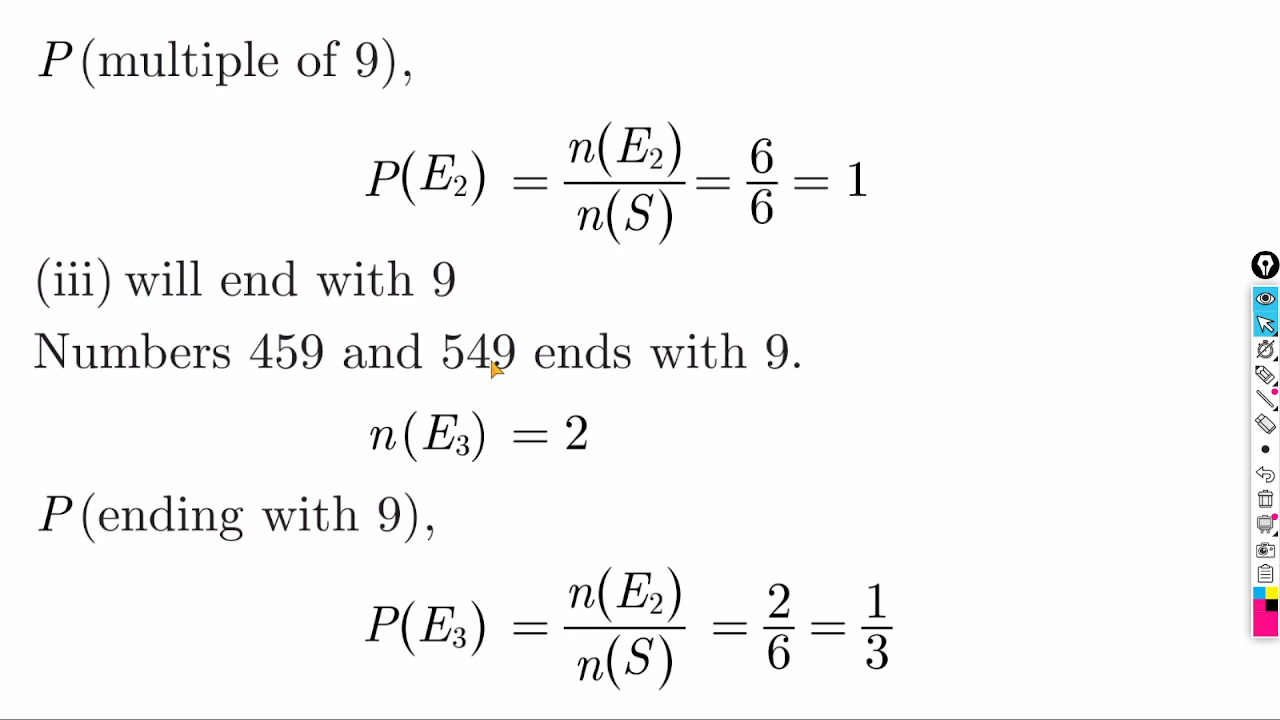 P(multiple of 9),
P(E₂) = n(E₂)/n(S) = 6/6 = 1
(iii) will end with 9
Numbers 459 and 549 ends with 9.
n(E₃) = 2
P(ending with 9),
P(E₃) = n(E₂)/n(S) = 2/6 = 1/3